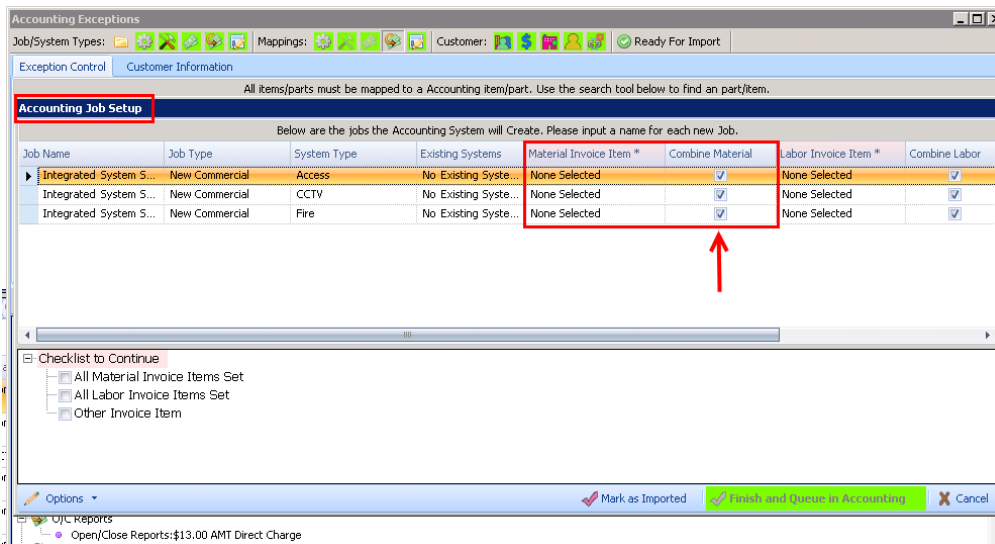 Accounting Exceptions
Job/System Types: Mappings: Customer: Ready For Import
Exception Control Customer Information
All items/parts must be mapped to a Accounting item/part. Use the search tool below to find an part/item.
Accounting Job Setup
Below are the jobs the Accounting System will Create. Please input a name for each new Job.
Job Name Job Type System Type Existing Systems Material Invoice Item * Combine Material Labor Invoice Item * Combine Labor
Integrated System S... New Commercial Access No Existing Syste... None Selected None Selected
Integrated System S... New Commercial CCTV No Existing Syste... None Selected None Selected
Integrated System S... New Commercial Fire No Existing Syste... None Selected None Selected
Checklist to Continue
All Material Invoice Items Set
All Labor Invoice Items Set
Other Invoice Item
Options Mark as Imported Finish and Queue in Accounting Cancel
O/C Reports
Open/Close Reports:$13.00 AMT Direct Charge